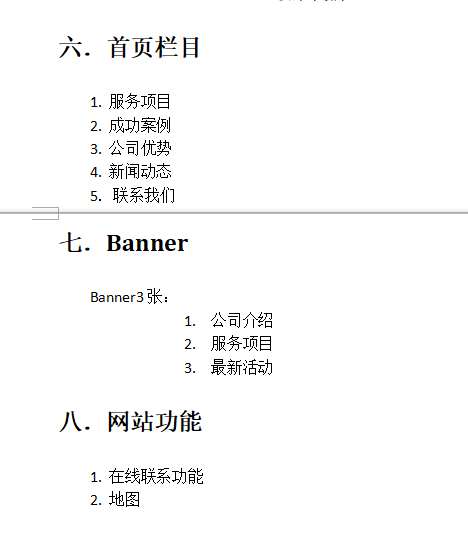 六．首页栏目
1. 服务项目
2. 成功案例
3. 公司优势
4. 新闻动态
5. 联系我们
七．Banner
Banner3 张：
1. 公司介绍
2. 服务项目
3. 最新活动
八．网站功能
1. 在线联系功能
2. 地图